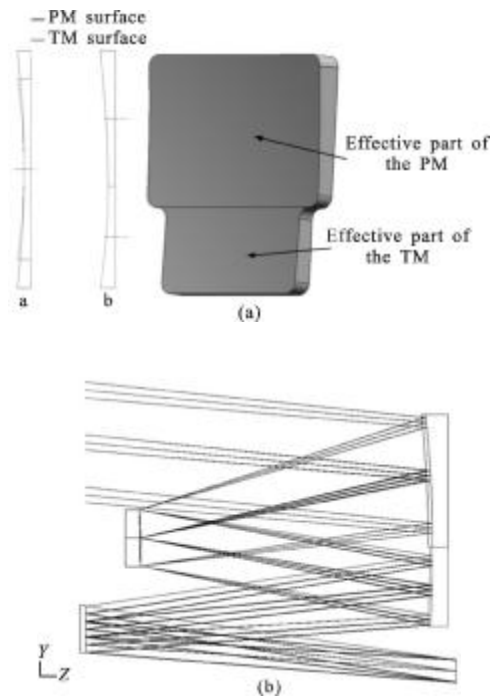 PM surface
TM surface
Effective part of
the PM
Effective part of
the TM
a
b
(a)
Y
Z
(b)